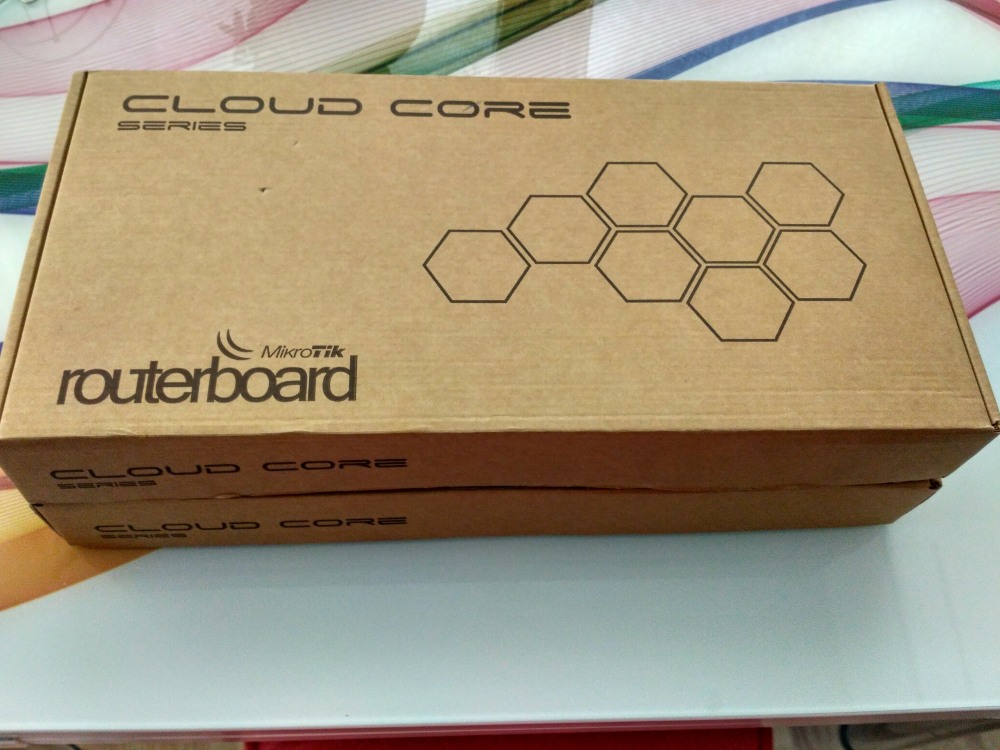 CLOUD CORE
SERIES
MikroTik
routerboard
CLOUD CORE
SERIES
CLOUD CORE
SERIES